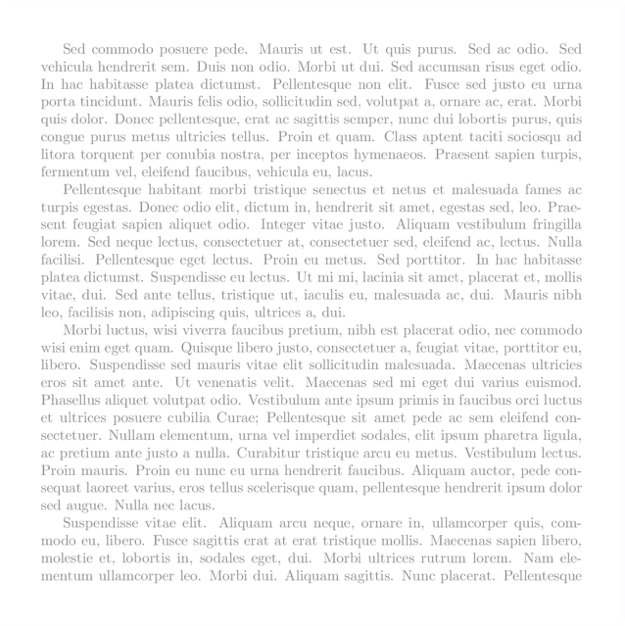 Sed commodo posuere pede. Mauris ut est. Ut quis purus. Sed ac odio. Sed
vehicula hendrerit sem. Duis non odio. Morbi ut dui. Sed accumsan risus eget odio.
In hac habitasse platea dictumst. Pellentesque non elit. Fusce sed justo eu urna
porta tincidunt. Mauris felis odio, sollicitudin sed, volutpat a, ornare ac, erat. Morbi
quis dolor. Donec pellentesque, erat ac sagittis semper, nunc dui lobortis purus, quis
congue purus metus ultricies tellus. Proin et quam. Class aptent taciti sociosqu ad
litora torquent per conubia nostra, per inceptos hymenaeos. Praesent sapien turpis,
fermentum vel, eleifend faucibus, vehicula eu, lacus.
Pellentesque habitant morbi tristique senectus et netus et malesuada fames ac
turpis egestas. Donec odio elit, dictum in, hendrerit sit amet, egestas sed, leo. Prae-
sent feugiat sapien aliquet odio. Integer vitae justo. Aliquam vestibulum fringilla
lorem. Sed neque lectus, consectetuer at, consectetuer sed, eleifend ac, lectus. Nulla
facilisi. Pellentesque eget lectus. Proin eu metus. Sed porttitor. In hac habitasse
platea dictumst. Suspendisse eu lectus. Ut mi mi, lacinia sit amet, placerat et, mollis
vitae, dui. Sed ante tellus, tristique ut, iaculis eu, malesuada ac, dui. Mauris nibh
leo, facilisis non, adipiscing quis, ultrices a, dui.
Morbi luctus, wisi viverra faucibus pretium, nibh est placerat odio, nec commodo
wisi enim eget quam. Quisque libero justo, consectetuer a, feugiat vitae, porttitor eu,
libero. Suspendisse sed mauris vitae elit sollicitudin malesuada. Maecenas ultricies
eros sit amet ante. Ut venenatis velit. Maecenas sed mi eget dui varius euismod.
Phasellus aliquet volutpat odio. Vestibulum ante ipsum primis in faucibus orci luctus
et ultrices posuere cubilia Curae; Pellentesque sit amet pede ac sem eleifend con-
sectetuer. Nullam elementum, urna vel imperdiet sodales, elit ipsum pharetra ligula,
ac pretium ante justo a nulla. Curabitur tristique arcu eu metus. Vestibulum lectus.
Proin mauris. Proin eu nunc eu urna hendrerit faucibus. Aliquam auctor, pede con-
sequat laoreet varius, eros tellus scelerisque quam, pellentesque hendrerit ipsum dolor
sed augue. Nulla nec lacus.
Suspendisse vitae elit. Aliquam arcu neque, ornare in, ullamcorper quis, com-
modo eu, libero. Fusce sagittis erat at erat tristique mollis. Maecenas sapien libero,
molestie et, lobortis in, sodales eget, dui. Morbi ultrices rutrum lorem. Nam ele-
mentum ullamcorper leo. Morbi dui. Aliquam sagittis. Nunc placerat. Pellentesque